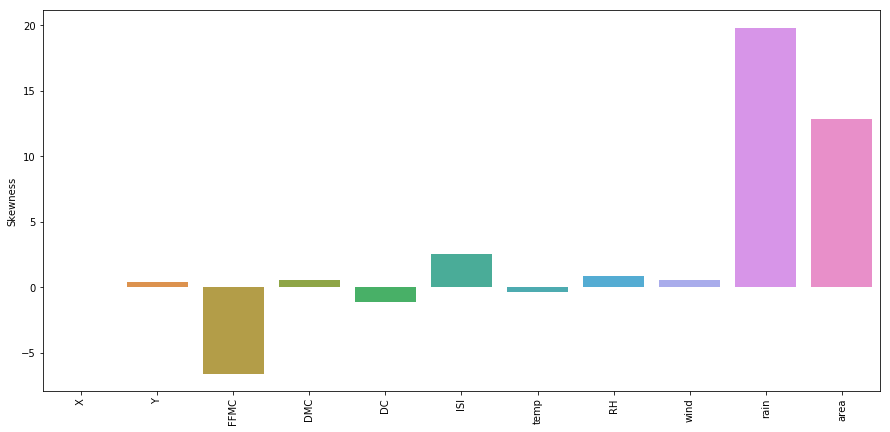 Skewness
20
15
10
5
0
−5
X
Y
FFMC
DMC
DC
ISI
temp
RH
wind
rain
area